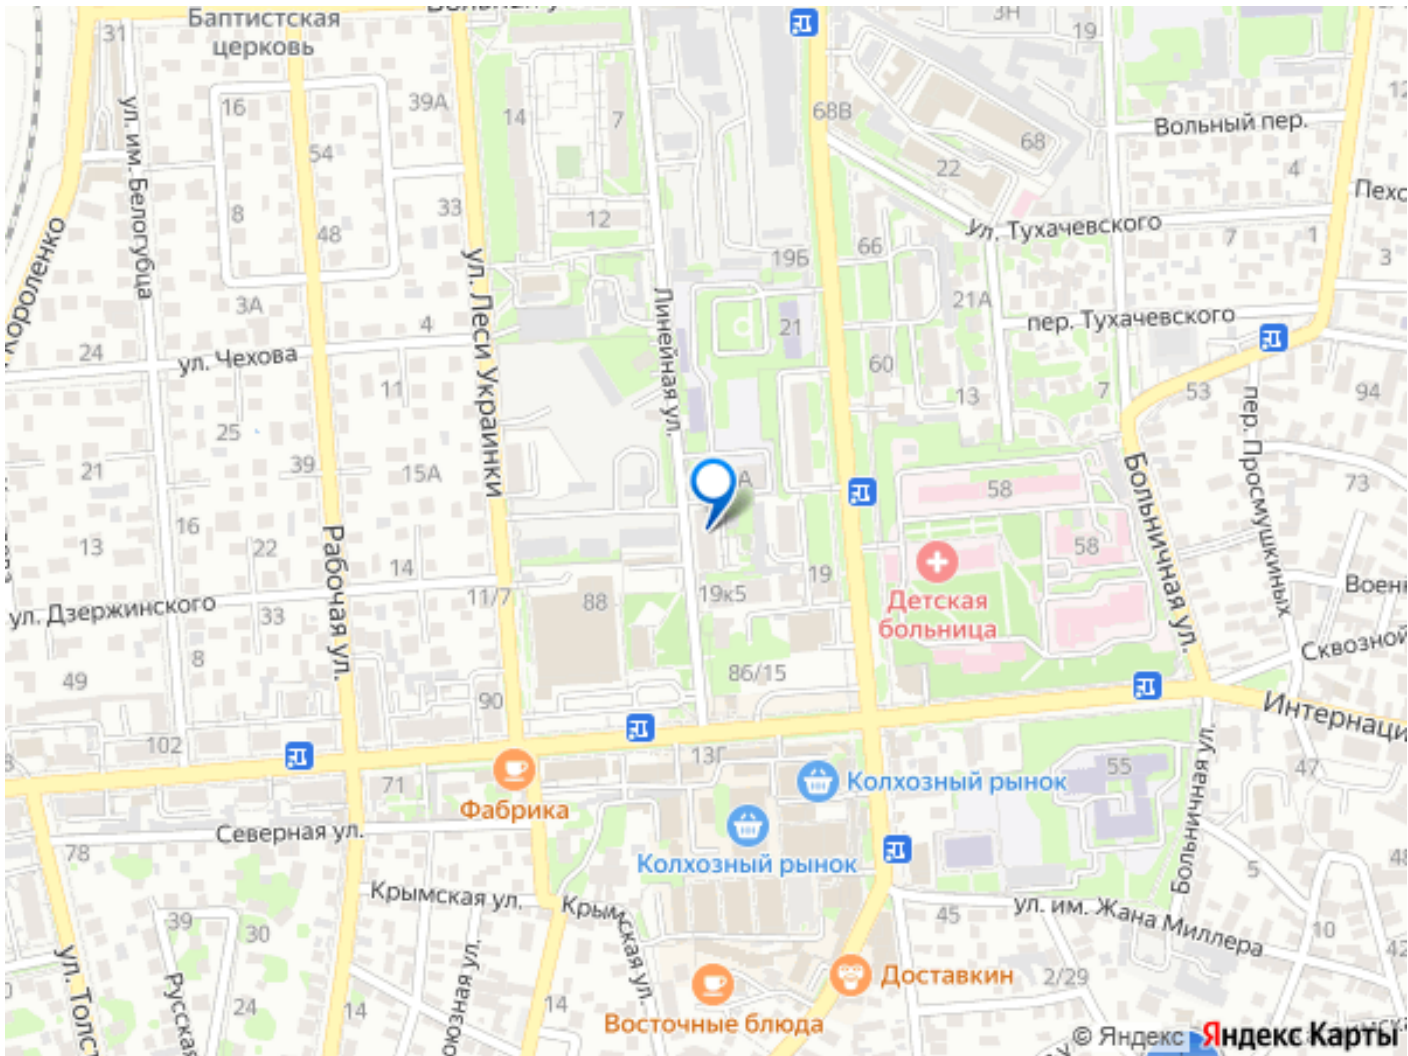 Баптистская
церковь
31
3Н
19
39А
16
14
7
68В
68
54
22
Вольный пер.
4
ул. им. Белогубца
8
33
12
Пехо
48
ул. Тухачевского
66
7
1
3
Короленко
19Б
3А
4
21А
пер. Тухачевского
21
ул. Леси Украинки
Линейная ул.
24
ул. Чехова
60
11
13
7
53
94
25
пер. Просмушкиных
21
39
15А
А
58
73
Больничная ул.
16
13
22
14
58
Рабочая ул.
19
Детская
больница
11/7
88
19к5
ул. Дзержинского
33
Военн
Сквозной
8
49
86/15
90
Интернаци
102
13Г
71
Фабрика
Колхозный рынок
55
47
Больничная ул.
Северная ул.
78
Колхозный рынок
5
48
Крымская ул.
Крымская ул.
45
ул. им. Жана Миллера
39
30
10
42
ул. Толст
Русская
24
14
14
Доставкин
2/29
Восточные блюда
© Яндекс Яндекс Карты